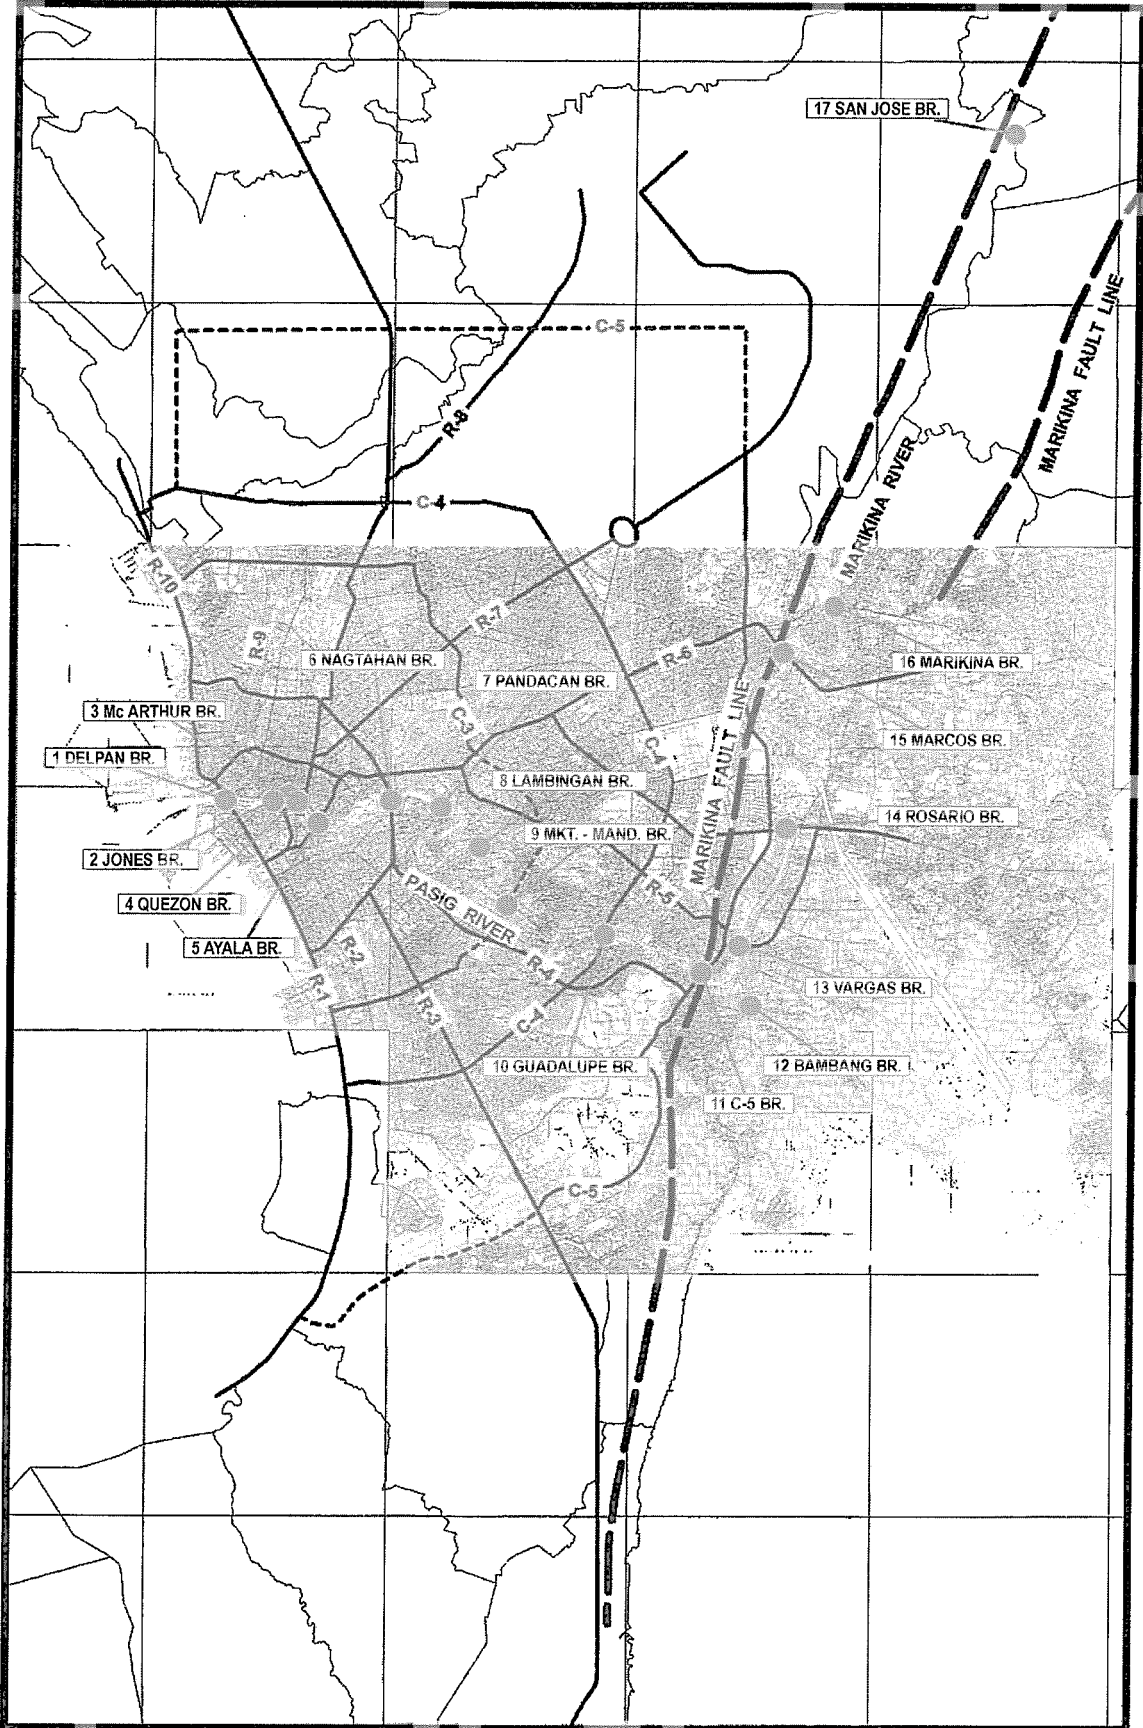 17 SAN JOSE BR.
MARIKINA FAULT LINE
C-5
R-8
C-4
MARIKINA RIVER
R-10
R-7
R-9
6 NAGTAHAN BR.
R-6
16 MARIKINA BR.
7 PANDACAN BR.
3 Mc ARTHUR BR.
C-3
C-4
15 MARCOS BR.
1 DELPAN BR.
MARIKINA FAULT LINE
8 LAMBINGAN BR.
14 ROSARIO BR.
9 MKT. - MAND. BR.
2 JONES BR.
R-5
4 QUEZON BR.
PASIG RIVER
5 AYALA BR.
R-2
R-4
R-1
13 VARGAS BR.
R-3
C-4
10 GUADALUPE BR.
12 BAMBANG BR.
11 C-5 BR.
C-5